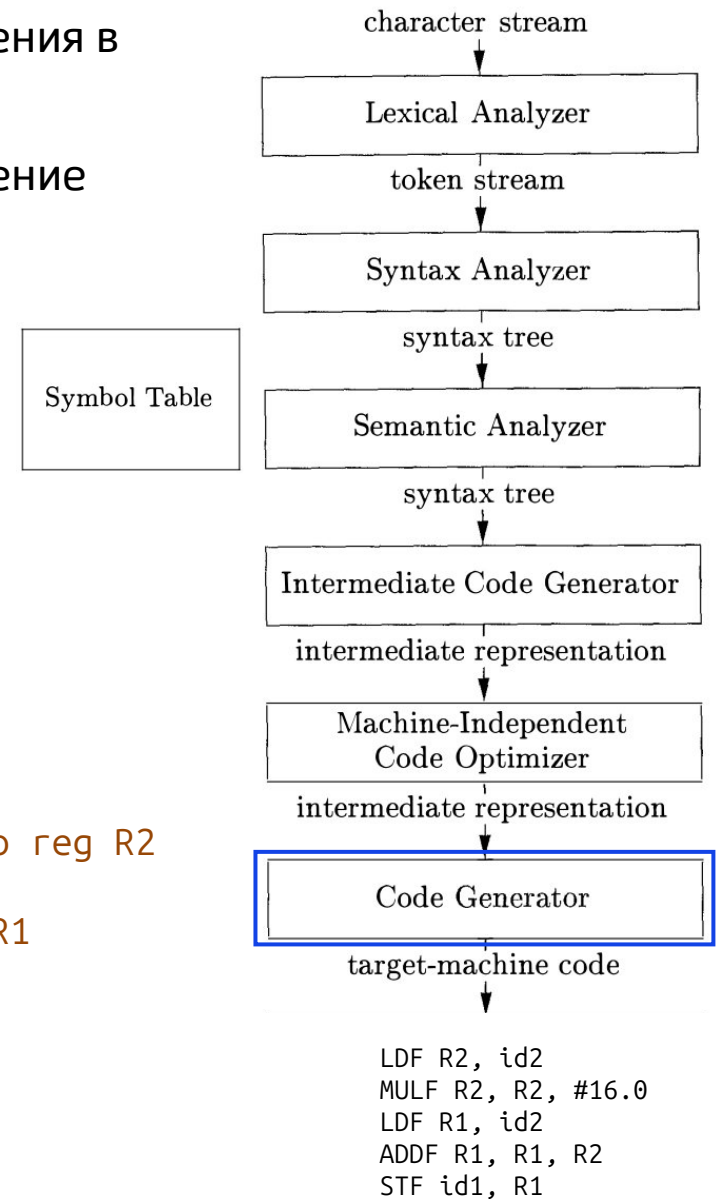 ения в
ение
character stream
Lexical Analyzer
token stream
Syntax Analyzer
syntax tree
Symbol Table
Semantic Analyzer
syntax tree
Intermediate Code Generator
intermediate representation
Machine-Independent
Code Optimizer
intermediate representation
o reg R2
R1
Code Generator
target-machine code
LDF R2, id2
MULF R2, R2, #16.0
LDF R1, id2
ADDF R1, R1, R2
STF id1, R1